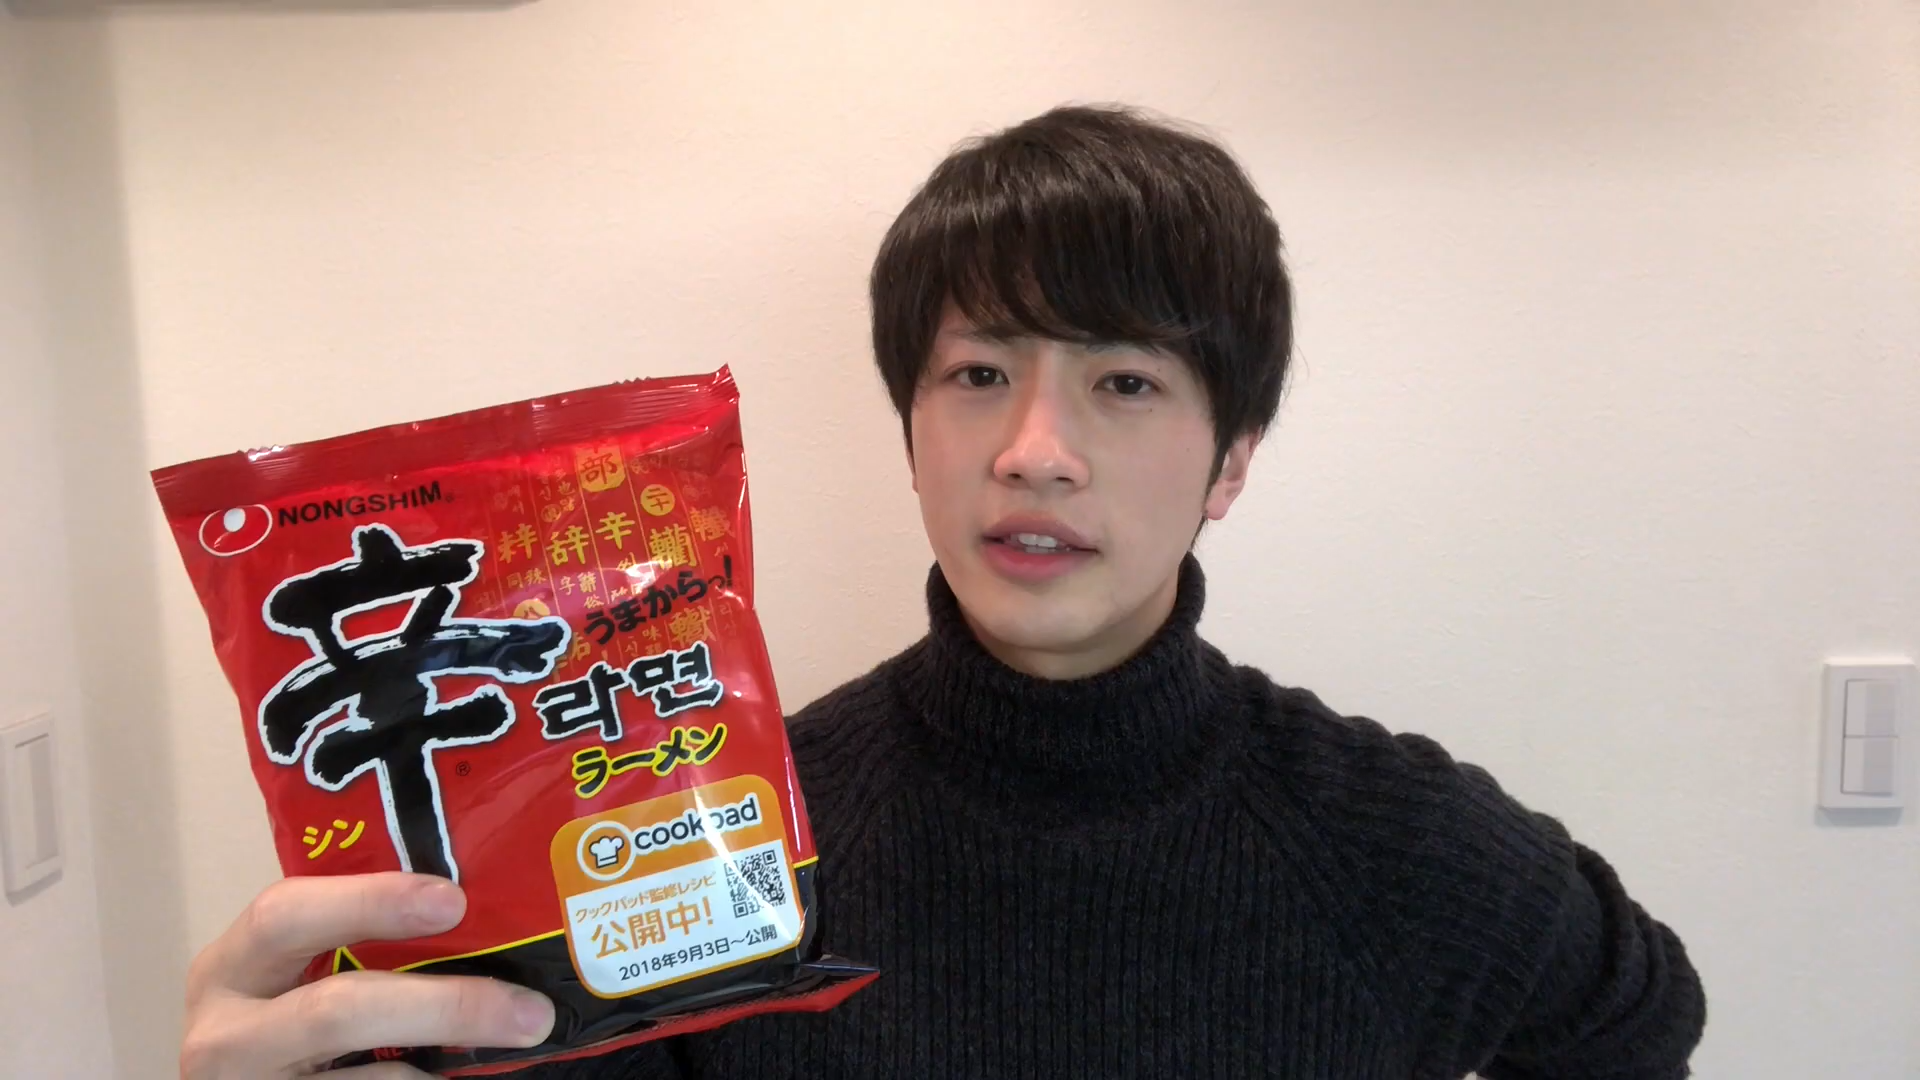 NONGSHIM
辛
うまからっ!
라면
ラーメン
シン
cookpad
クックパッド監修レシピ
公開中!
2018年9月3日〜公開